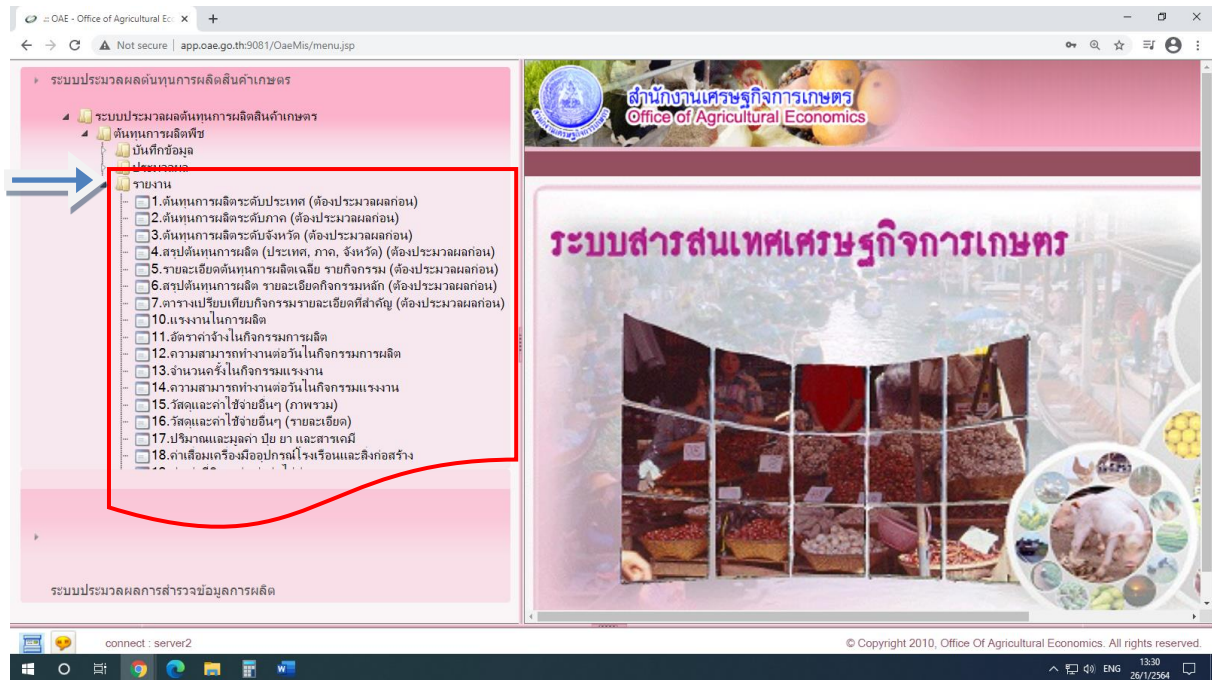 .:: OAE - Office of Agricultural Ec
Not secure | app.oae.go.th:9081/OaeMis/menu.jsp
ระบบประมวลผลต้นทุนการผลิตสินค้าเกษตร
ระบบประมวลผลต้นทุนการผลิตสินค้าเกษตร
ต้นทุนการผลิตพืช
บันทึกข้อมูล
ประมวลผล
รายงาน
1.ต้นทุนการผลิตระดับประเทศ (ต้องประมวลผลก่อน)
2.ต้นทุนการผลิตระดับภาค (ต้องประมวลผลก่อน)
3.ต้นทุนการผลิตระดับจังหวัด (ต้องประมวลผลก่อน)
4.สรุปต้นทุนการผลิต (ประเทศ, ภาค, จังหวัด) (ต้องประมวลผลก่อน)
5.รายละเอียดต้นทุนการผลิตเฉลี่ย รายกิจกรรม (ต้องประมวลผลก่อน)
6.สรุปต้นทุนการผลิต รายละเอียดกิจกรรมหลัก (ต้องประมวลผลก่อน)
7.ตารางเปรียบเทียบกิจกรรมรายละเอียดที่สำคัญ (ต้องประมวลผลก่อน)
10.แรงงานในการผลิต
11.อัตราค่าจ้างในกิจกรรมการผลิต
12.ความสามารถทำงานต่อวันในกิจกรรมการผลิต
13.จำนวนครั้งในกิจกรรมแรงงาน
14.ความสามารถทำงานต่อวันในกิจกรรมแรงงาน
15.วัสดุและค่าใช้จ่ายอื่นๆ (ภาพรวม)
16.วัสดุและค่าใช้จ่ายอื่นๆ (รายละเอียด)
17.ปริมาณและมูลค่า ปุ๋ย ยา และสารเคมี
18.ค่าเสื่อมเครื่องมืออุปกรณ์โรงเรือนและสิ่งก่อสร้าง
ระบบประมวลผลการสำรวจข้อมูลการผลิต
สำนักงานเศรษฐกิจการเกษตร
Office of Agricultural Economics
ระบบสารสนเทศเศรษฐกิจการเกษตร
connect : server2
© Copyright 2010, Office Of Agricultural Economics. All rights reserved.
ENG
13:30
26/1/2564